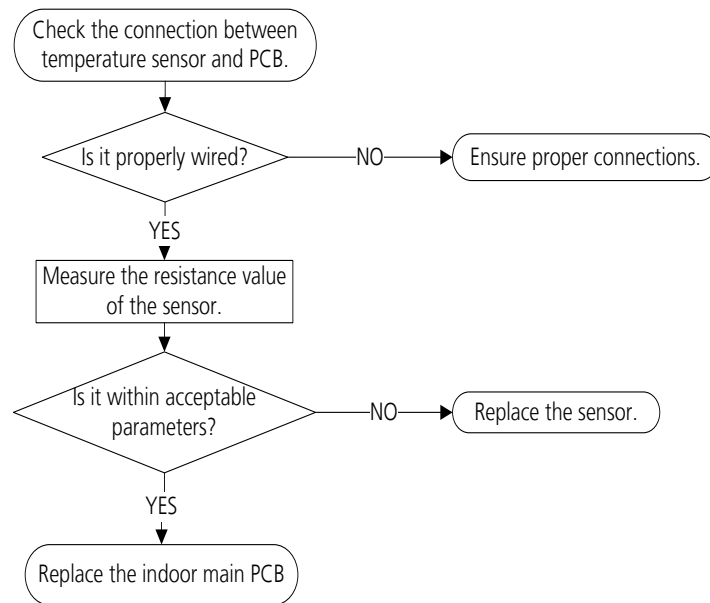 Check the connection between
temperature sensor and PCB.
Is it properly wired?
NO
Ensure proper connections.
YES
Measure the resistance value
of the sensor.
Is it within acceptable
parameters?
NO
Replace the sensor.
YES
Replace the indoor main PCB